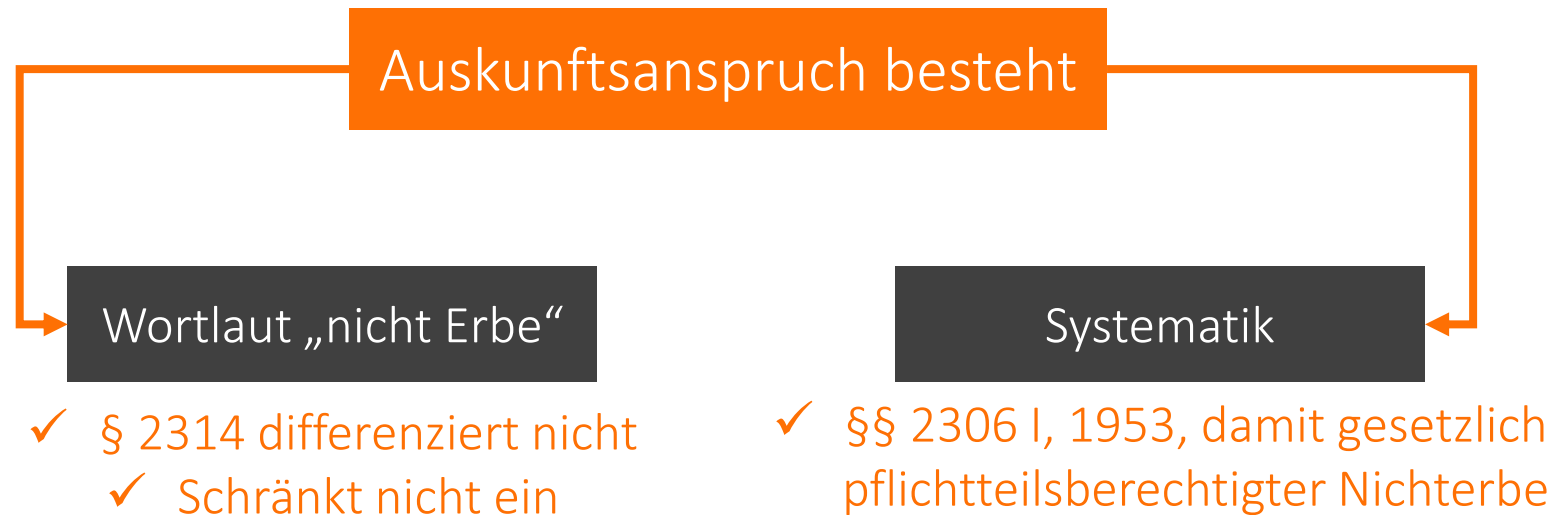 Auskunftsanspruch besteht
Wortlaut „nicht Erbe“
✓ § 2314 differenziert nicht
✓ Schränkt nicht ein
Systematik
✓ §§ 2306 I, 1953, damit gesetzlich
pflichtteilsberechtigter Nichterbe